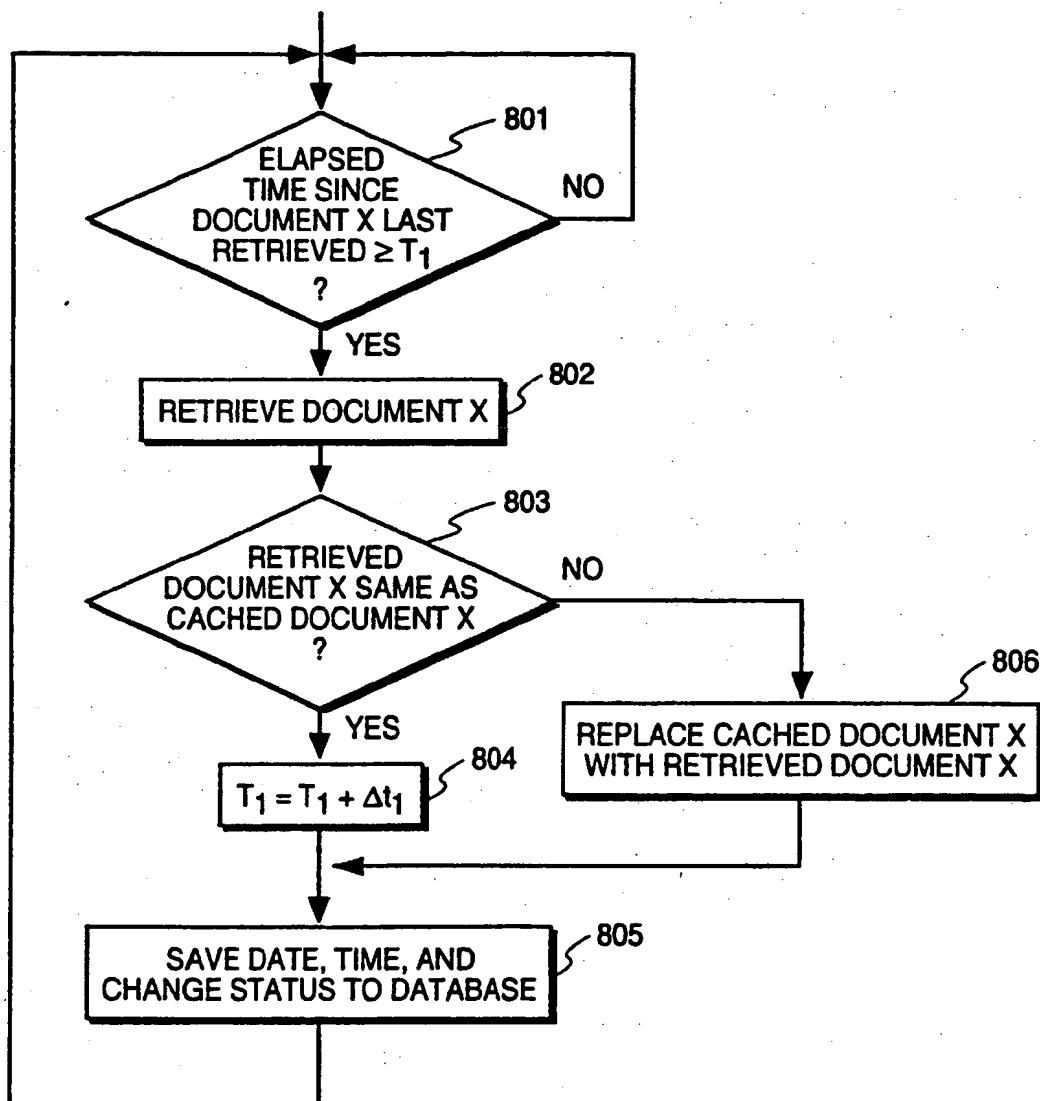 801
ELAPSED
TIME SINCE
DOCUMENT X LAST
RETRIEVED ≥ T1
?
NO
YES
802
RETRIEVE DOCUMENT X
803
RETRIEVED
DOCUMENT X SAME AS
CACHED DOCUMENT X
?
NO
YES
806
REPLACE CACHED DOCUMENT X
WITH RETRIEVED DOCUMENT X
804
T1 = T1 + Δt1
805
SAVE DATE, TIME, AND
CHANGE STATUS TO DATABASE